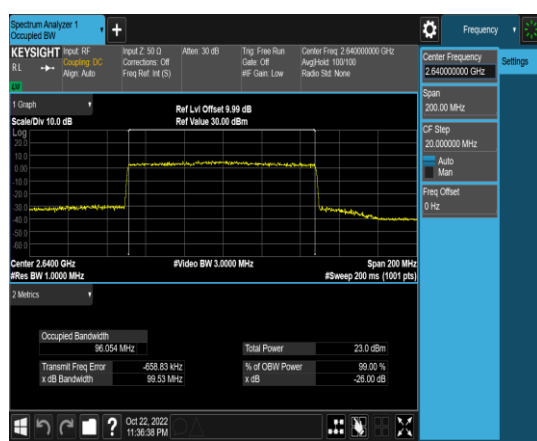 Spectrum Analyzer 1
Occupied BW
Frequency
KEYSIGHT
Input: RF
Input Z: 50 Ω
Atten: 30 dB
Trig: Free Run
Center Freq: 2.640000000 GHz
RL
Coupling: DC
Corrections: Off
Gate: Off
Avg|Hold: 100/100
Align: Auto
Freq Ref: Int (S)
#IF Gain: Low
Radio Std: None
Center Frequency
2.640000000 GHz
Settings
Span
200.00 MHz
CF Step
20.000000 MHz
Auto
Man
Freq Offset
0 Hz
1 Graph
Scale/Div 10.0 dB
Ref Lvl Offset 9.99 dB
Ref Value 30.00 dBm
Log
20.0
10.0
0.00
-10.0
-20.0
-30.0
-40.0
-50.0
-60.0
Center 2.6400 GHz
#Video BW 3.0000 MHz
Span 200 MHz
#Res BW 1.0000 MHz
#Sweep 200 ms (1001 pts)
2 Metrics
Occupied Bandwidth
96.054 MHz
Total Power 23.0 dBm
Transmit Freq Error -658.83 kHz
% of OBW Power 99.00 %
x dB Bandwidth 99.53 MHz
x dB -26.00 dB
Oct 22, 2022
11:36:38 PM